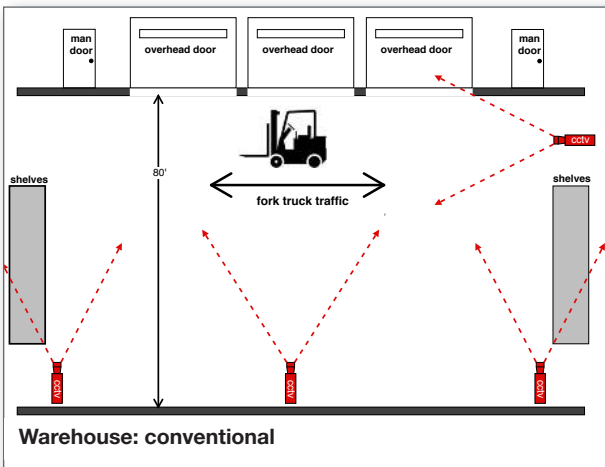 man
door
overhead door
overhead door
overhead door
man
door
cctv
80'
shelves
fork truck traffic
shelves
cctv
cctv
cctv
Warehouse: conventional